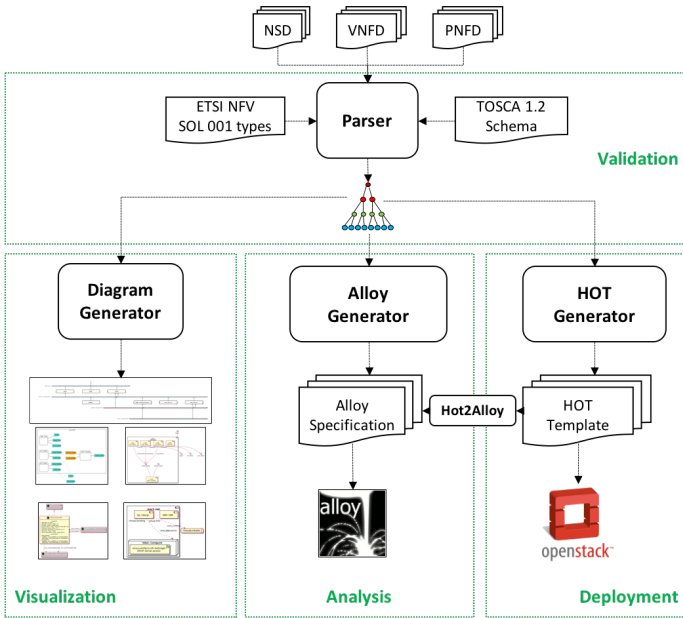 NSD
VNFD
PNFD
ETSI NFV
SOL 001 types
Parser
TOSCA 1.2
Schema
Validation
Diagram
Generator
Alloy
Generator
HOT
Generator
Alloy
Specification
Hot2Alloy
HOT
Template
alloy
openstack™
Visualization
Analysis
Deployment